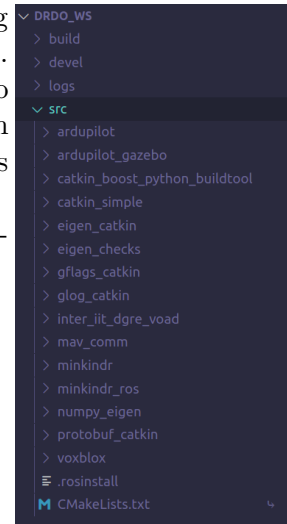 DRDO_WS
build
devel
logs
src
ardupilot
ardupilot_gazebo
catkin_boost_python_buildtool
catkin_simple
eigen_catkin
eigen_checks
gflags_catkin
glog_catkin
inter_iit_dgre_voad
mav_comm
minkindr
minkindr_ros
numpy_eigen
protobuf_catkin
voxblox
.rosinstall
CMakeLists.txt